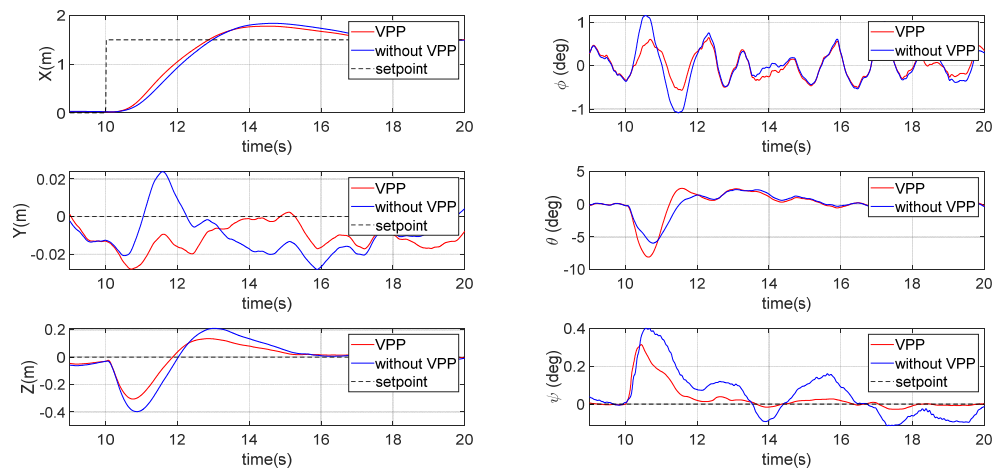 2
1
0
X(m)
VPP
without VPP
setpoint
10 12 14 16 18 20
time(s)
1
0
-1
ϕ (deg)
VPP
without VPP
10 12 14 16 18 20
time(s)
0.02
0
-0.02
Y(m)
VPP
without VPP
setpoint
10 12 14 16 18 20
time(s)
5
0
-5
-10
θ (deg)
VPP
without VPP
10 12 14 16 18 20
time(s)
0.2
0
-0.2
-0.4
Z(m)
VPP
without VPP
setpoint
10 12 14 16 18 20
time(s)
0.4
0.2
0
ψ (deg)
VPP
without VPP
setpoint
10 12 14 16 18 20
time(s)